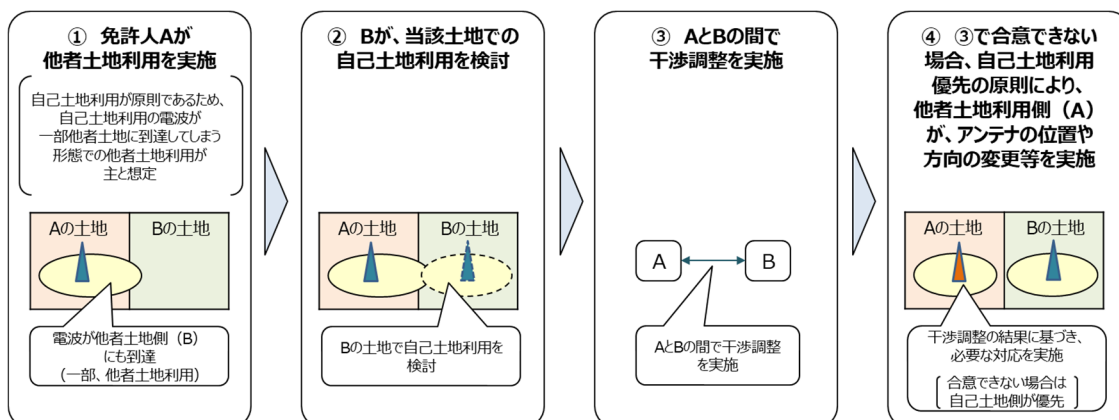 ① 免許人Aが
他者土地利用を実施
自己土地利用が原則であるため、
自己土地利用の電波が
一部他者土地に到達してしまう
形態での他者土地利用が
主と想定
Aの土地
Bの土地
電波が他者土地側（B）
にも到達
（一部、他者土地利用）
② Bが、当該土地での
自己土地利用を検討
Aの土地
Bの土地
Bの土地で自己土地利用を
検討
③ AとBの間で
干渉調整を実施
A
B
AとBの間で干渉調整
を実施
④ ③で合意できない
場合、自己土地利用
優先の原則により、
他者土地利用側（A）
が、アンテナの位置や
方向の変更等を実施
Aの土地
Bの土地
干渉調整の結果に基づき、
必要な対応を実施
合意できない場合は
自己土地側が優先